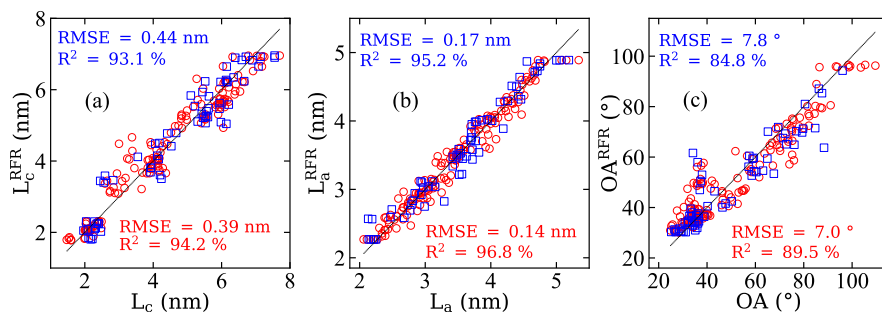 8
6
4
2
L_c^RFR (nm)
RMSE = 0.44 nm
R² = 93.1 %
(a)
RMSE = 0.39 nm
R² = 94.2 %
2 4 6 8
L_c (nm)
5
4
3
2
L_a^RFR (nm)
RMSE = 0.17 nm
R² = 95.2 %
(b)
RMSE = 0.14 nm
R² = 96.8 %
2 3 4 5
L_a (nm)
100
80
60
40
20
OA^RFR (°)
RMSE = 7.8 °
R² = 84.8 %
(c)
RMSE = 7.0 °
R² = 89.5 %
20 40 60 80 100
OA (°)